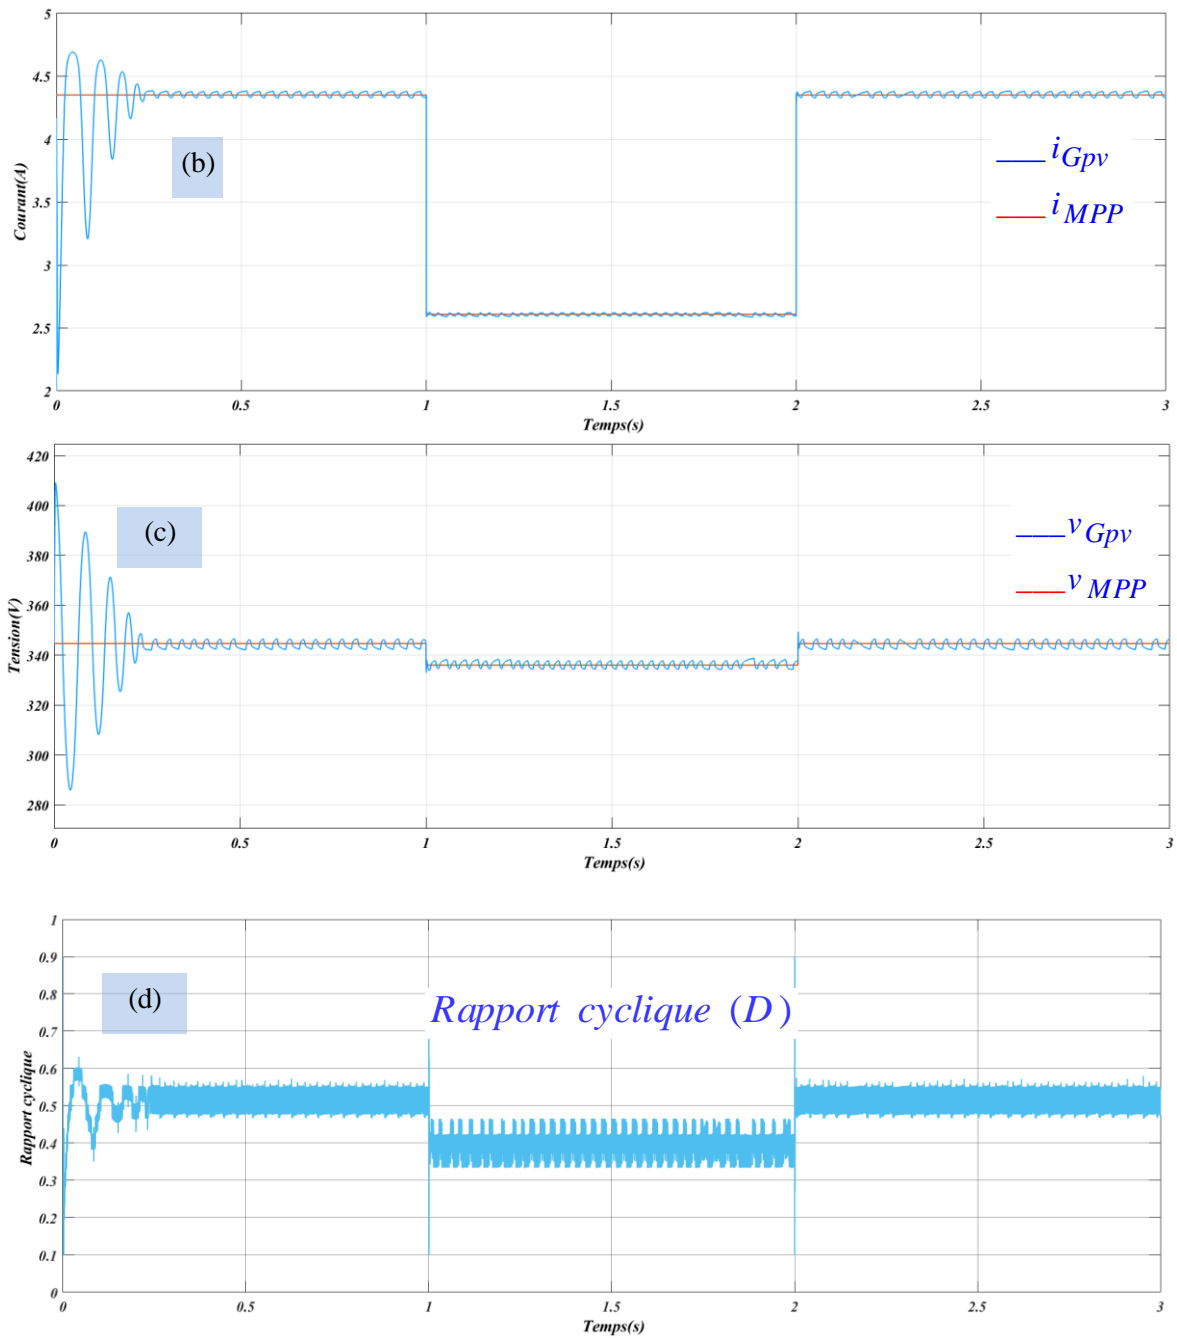 5
4.5
4
3.5
3
2.5
2
Courant(A)
(b)
i Gpv
i MPP
0 0.5 1 1.5 2 2.5 3
Temps(s)
420
400
380
360
340
320
300
280
Tension(V)
(c)
v Gpv
v MPP
0 0.5 1 1.5 2 2.5 3
Temps(s)
1
0.9
0.8
0.7
0.6
0.5
0.4
0.3
0.2
0.1
0
Rapport cyclique
(d)
Rapport cyclique (D)
0 0.5 1 1.5 2 2.5 3
Temps(s)